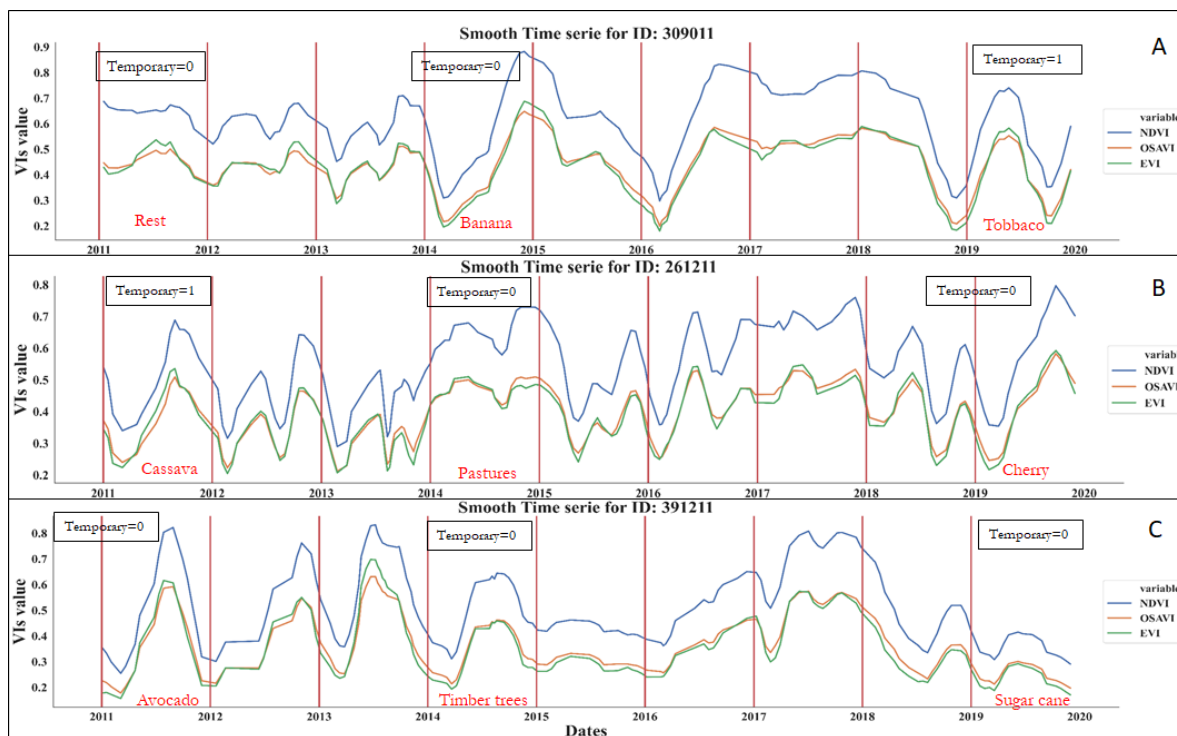 Smooth Time serie for ID: 309011
A
Temporary=0
Temporary=0
Temporary=1
VIs value
0.9
0.8
0.7
0.6
0.5
0.4
0.3
0.2
variable
NDVI
OSAVI
EVI
Rest
Banana
Tobbaco
2011 2012 2013 2014 2015 2016 2017 2018 2019 2020
Smooth Time serie for ID: 261211
B
Temporary=1
Temporary=0
Temporary=0
VIs value
0.8
0.7
0.6
0.5
0.4
0.3
0.2
variable
NDVI
OSAVI
EVI
Cassava
Pastures
Cherry
2011 2012 2013 2014 2015 2016 2017 2018 2019 2020
Smooth Time serie for ID: 391211
C
Temporary=0
Temporary=0
Temporary=0
VIs value
0.8
0.7
0.6
0.5
0.4
0.3
0.2
variable
NDVI
OSAVI
EVI
Avocado
Timber trees
Sugar cane
2011 2012 2013 2014 2015 2016 2017 2018 2019 2020
Dates